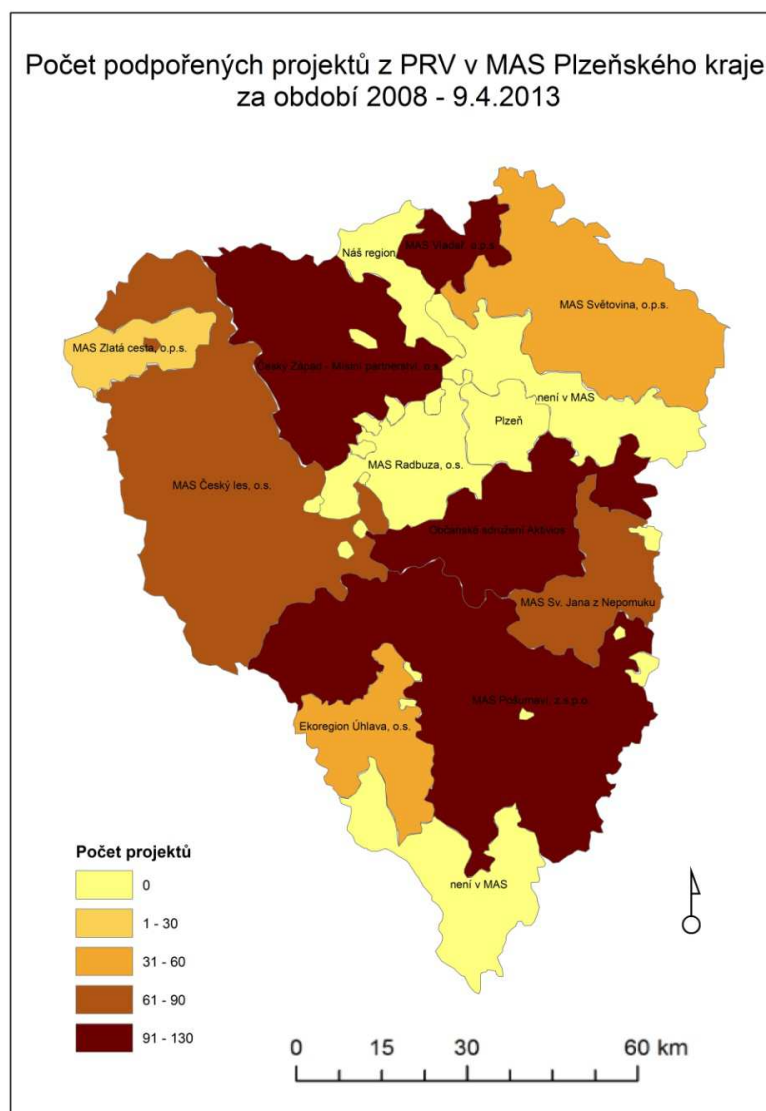 Počet podpořených projektů z PRV v MAS Plzeňského kraje
za období 2008 - 9.4.2013
Náš region
MAS Vladař, o.p.s.
MAS Světovina, o.p.s.
MAS Zlatá cesta, o.p.s.
Český Západ - Místní partnerství, o.s.
není v MAS
Plzeň
MAS Radbuza, o.s.
MAS Český les, o.s.
Občanské sdružení Aktivios
MAS Sv. Jana z Nepomuku
MAS Pošumaví, z.s.p.o.
Ekoregion Úhlava, o.s.
není v MAS
Počet projektů
0
1 - 30
31 - 60
61 - 90
91 - 130
0 15 30 60 km